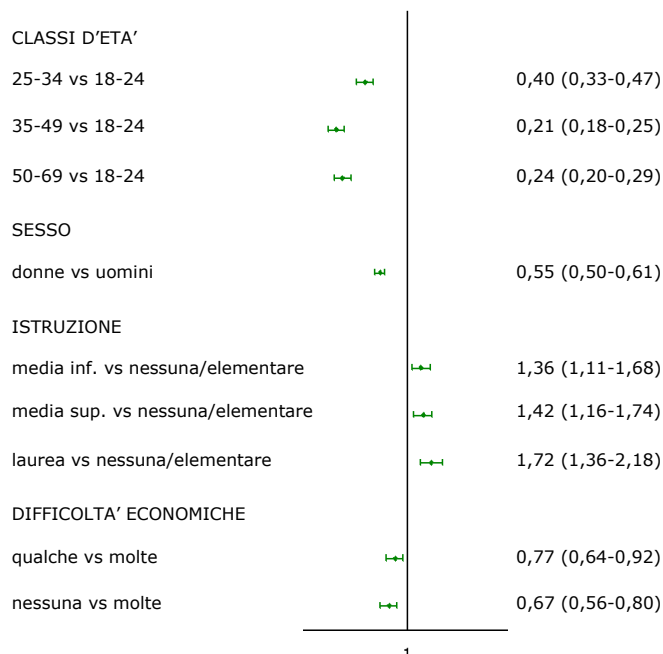 CLASSI D’ETA’
25-34 vs 18-24 0,40 (0,33-0,47)
35-49 vs 18-24 0,21 (0,18-0,25)
50-69 vs 18-24 0,24 (0,20-0,29)
SESSO
donne vs uomini 0,55 (0,50-0,61)
ISTRUZIONE
media inf. vs nessuna/elementare 1,36 (1,11-1,68)
media sup. vs nessuna/elementare 1,42 (1,16-1,74)
laurea vs nessuna/elementare 1,72 (1,36-2,18)
DIFFICOLTA’ ECONOMICHE
qualche vs molte 0,77 (0,64-0,92)
nessuna vs molte 0,67 (0,56-0,80)
1